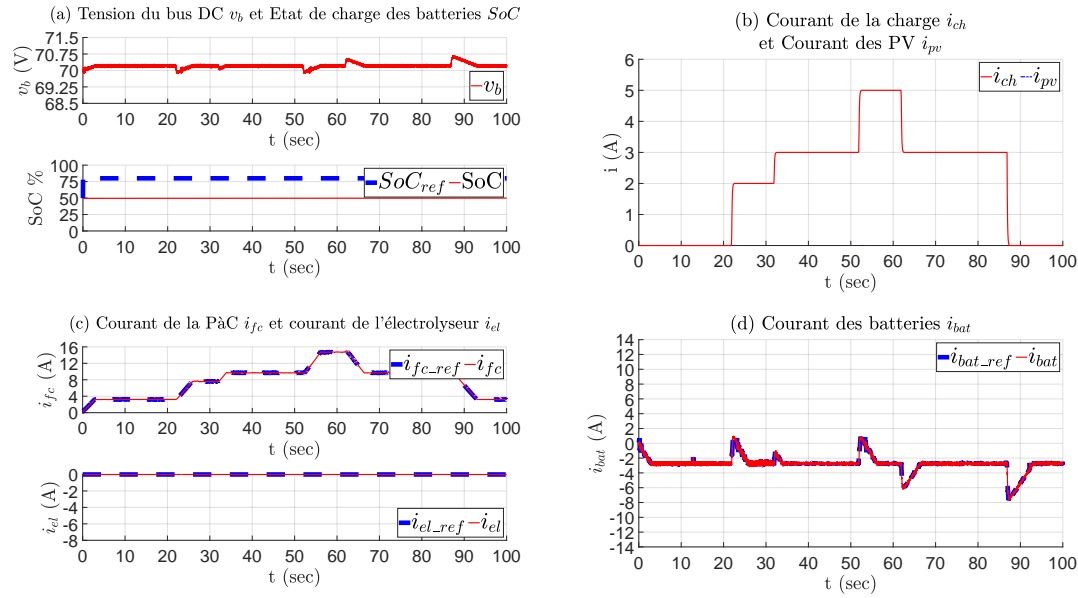 (a) Tension du bus DC v_b et Etat de charge des batteries SoC
71.5
70.75
70
69.25
68.5
v_b (V)
v_b
0 10 20 30 40 50 60 70 80 90 100
t (sec)
100
75
50
25
0
SoC %
SoC_ref SoC
0 10 20 30 40 50 60 70 80 90 100
t (sec)
(b) Courant de la charge i_ch
et Courant des PV i_pv
6
5
4
3
2
1
0
i (A)
i_ch i_pv
0 10 20 30 40 50 60 70 80 90 100
t (sec)
(c) Courant de la PàC i_fc et courant de l'électrolyseur i_el
16
12
8
4
0
i_fc (A)
i_fc_ref i_fc
0 10 20 30 40 50 60 70 80 90 100
t (sec)
0
-2
-4
-6
-8
i_el (A)
i_el_ref i_el
0 10 20 30 40 50 60 70 80 90 100
t (sec)
(d) Courant des batteries i_bat
14
12
10
8
6
4
2
0
-2
-4
-6
-8
-10
-12
-14
i_bat (A)
i_bat_ref i_bat
0 10 20 30 40 50 60 70 80 90 100
t (sec)